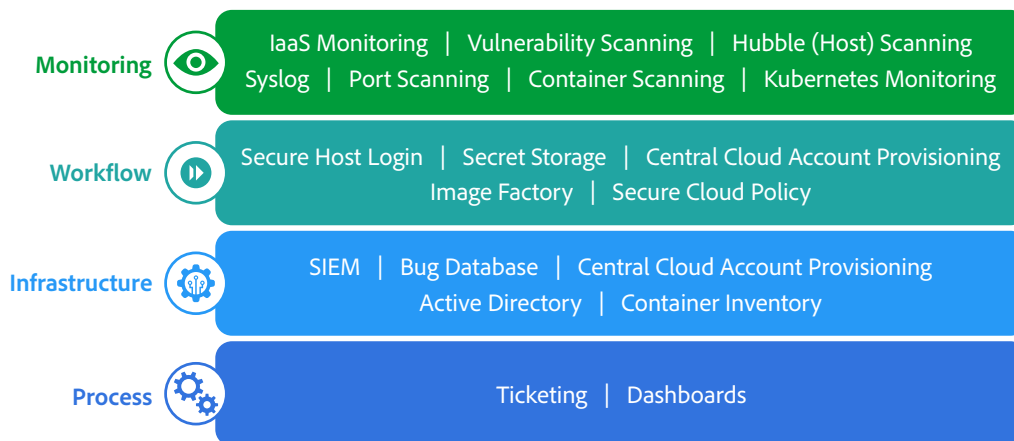 Monitoring
IaaS Monitoring | Vulnerability Scanning | Hubble (Host) Scanning
Syslog | Port Scanning | Container Scanning | Kubernetes Monitoring
Workflow
Secure Host Login | Secret Storage | Central Cloud Account Provisioning
Image Factory | Secure Cloud Policy
Infrastructure
SIEM | Bug Database | Central Cloud Account Provisioning
Active Directory | Container Inventory
Process
Ticketing | Dashboards